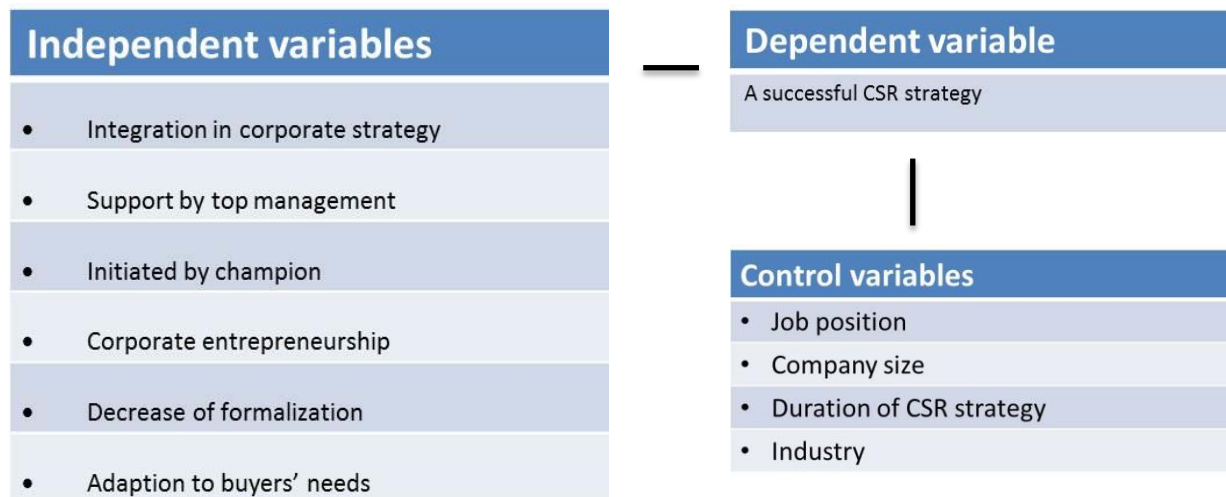 Independent variables
• Integration in corporate strategy
• Support by top management
• Initiated by champion
• Corporate entrepreneurship
• Decrease of formalization
• Adaption to buyers’ needs
Dependent variable
A successful CSR strategy
Control variables
• Job position
• Company size
• Duration of CSR strategy
• Industry